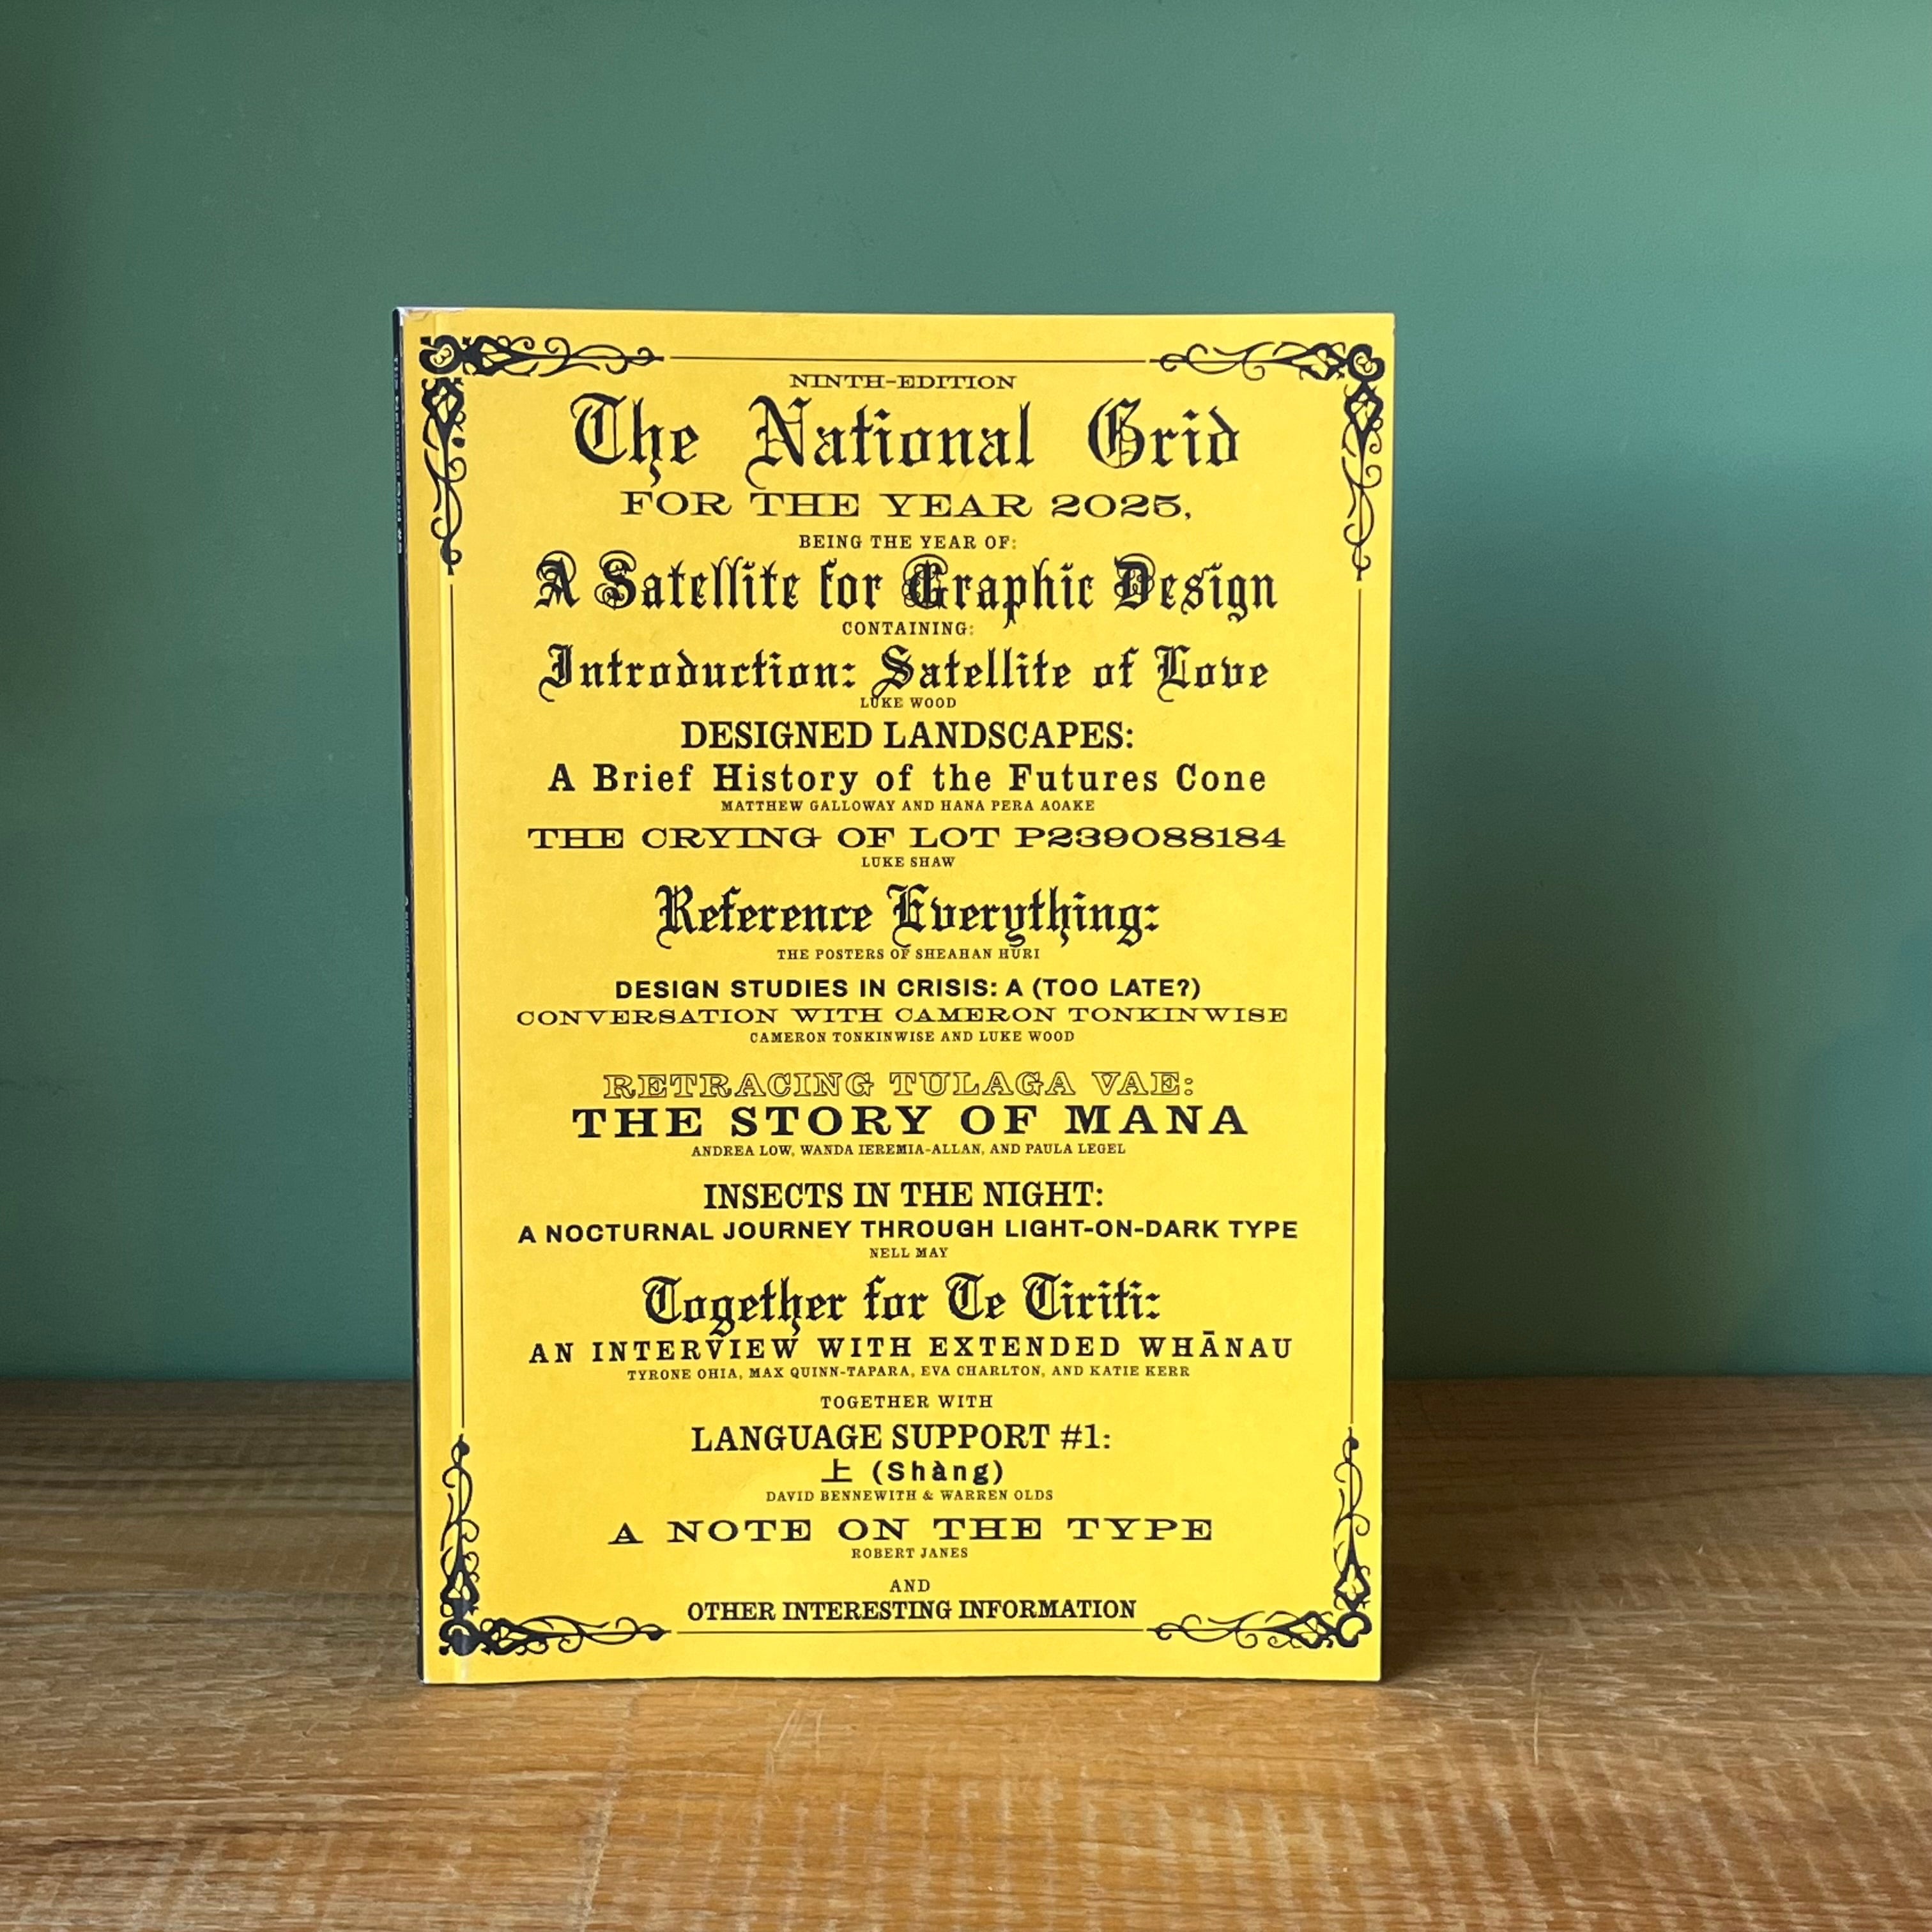 NINTH-EDITION
The National Grid
FOR THE YEAR 2025,
BEING THE YEAR OF:
A Satellite for Graphic Design
CONTAINING:
Introduction: Satellite of Love
LUKE WOOD
DESIGNED LANDSCAPES:
A Brief History of the Futures Cone
MATTHEW GALLOWAY AND HANA PERA AOAKE
THE CRYING OF LOT P239088184
LUKE SHAW
Reference Everything:
THE POSTERS OF SHEAHAN HURI
DESIGN STUDIES IN CRISIS: A (TOO LATE?)
CONVERSATION WITH CAMERON TONKINWISE
CAMERON TONKINWISE AND LUKE WOOD
RETRACING TULAGA VAE:
THE STORY OF MANA
ANDREA LOW, WANDA IEREMIA-ALLAN, AND PAULA LEGEL
INSECTS IN THE NIGHT:
A NOCTURNAL JOURNEY THROUGH LIGHT-ON-DARK TYPE
NELL MAY
Together for Te Tiriti:
AN INTERVIEW WITH EXTENDED WHĀNAU
TYRONE OHIA, MAX QUINN-TAPARA, EVA CHARLTON, AND KATIE KERR
TOGETHER WITH
LANGUAGE SUPPORT #1:
上 (Shàng)
DAVID BENNEWITH & WARREN OLDS
A NOTE ON THE TYPE
ROBERT JANES
AND
OTHER INTERESTING INFORMATION